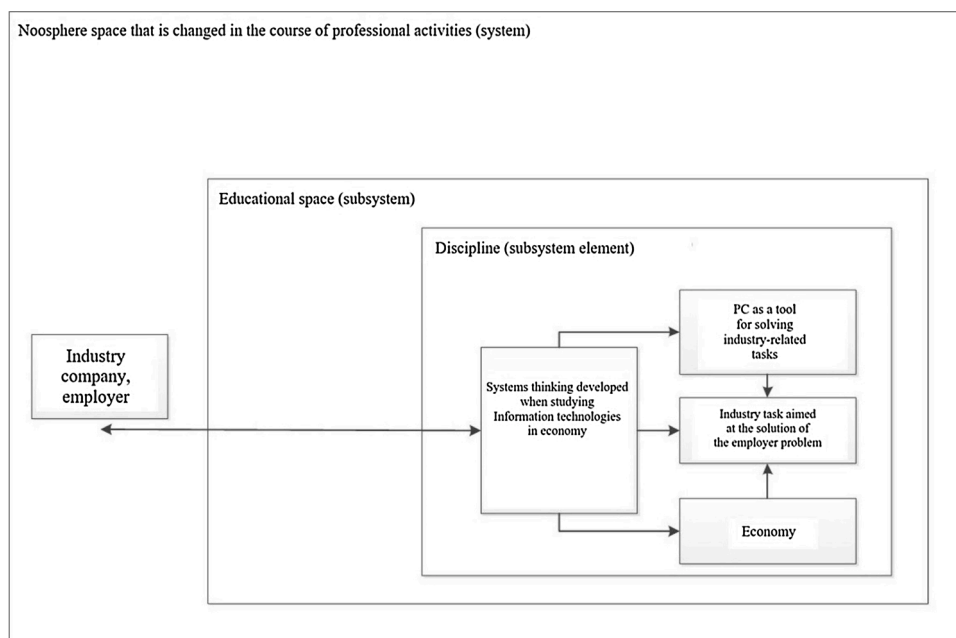 Noosphere space that is changed in the course of professional activities (system)
Educational space (subsystem)
Discipline (subsystem element)
Industry
company,
employer
Systems thinking developed
when studying
Information technologies
in economy
PC as a tool
for solving
industry-related
tasks
Industry task aimed
at the solution of
the employer problem
Economy